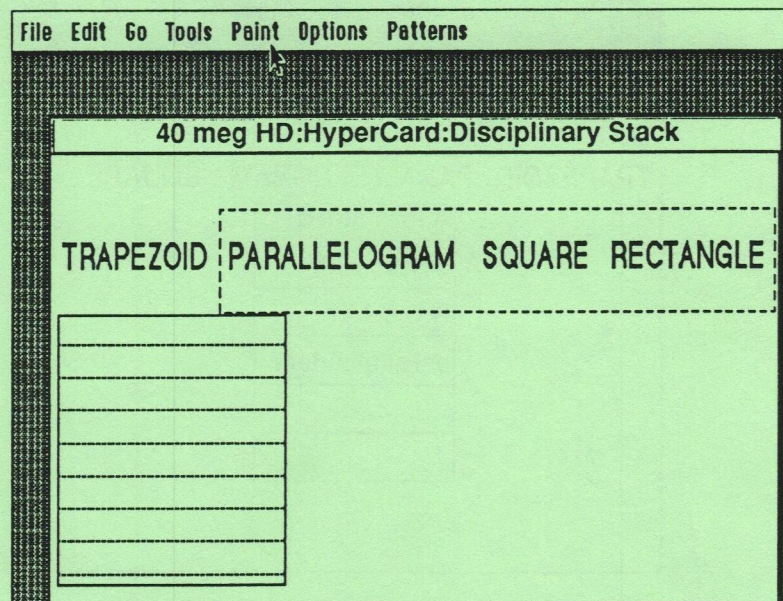 File Edit Go Tools Paint Options Patterns
40 meg HD:HyperCard:Disciplinary Stack
TRAPEZOID PARALLELOGRAM SQUARE RECTANGLE